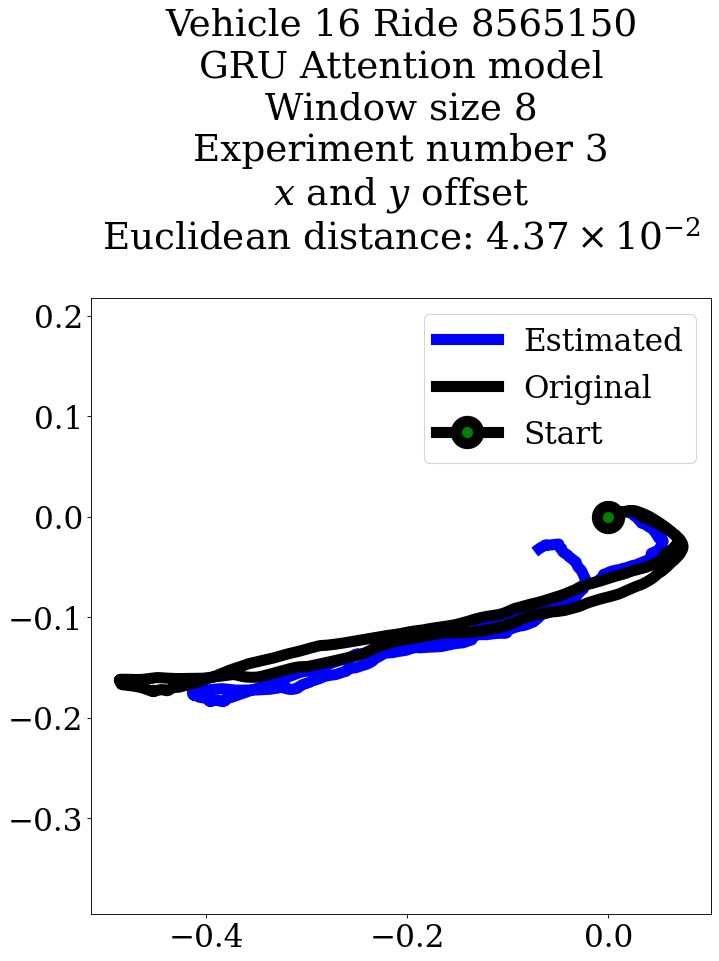 Vehicle 16 Ride 8565150
GRU Attention model
Window size 8
Experiment number 3
x and y offset
Euclidean distance: 4.37 × 10⁻²
Estimated
Original
Start
0.2
0.1
0.0
−0.1
−0.2
−0.3
−0.4
−0.2
0.0